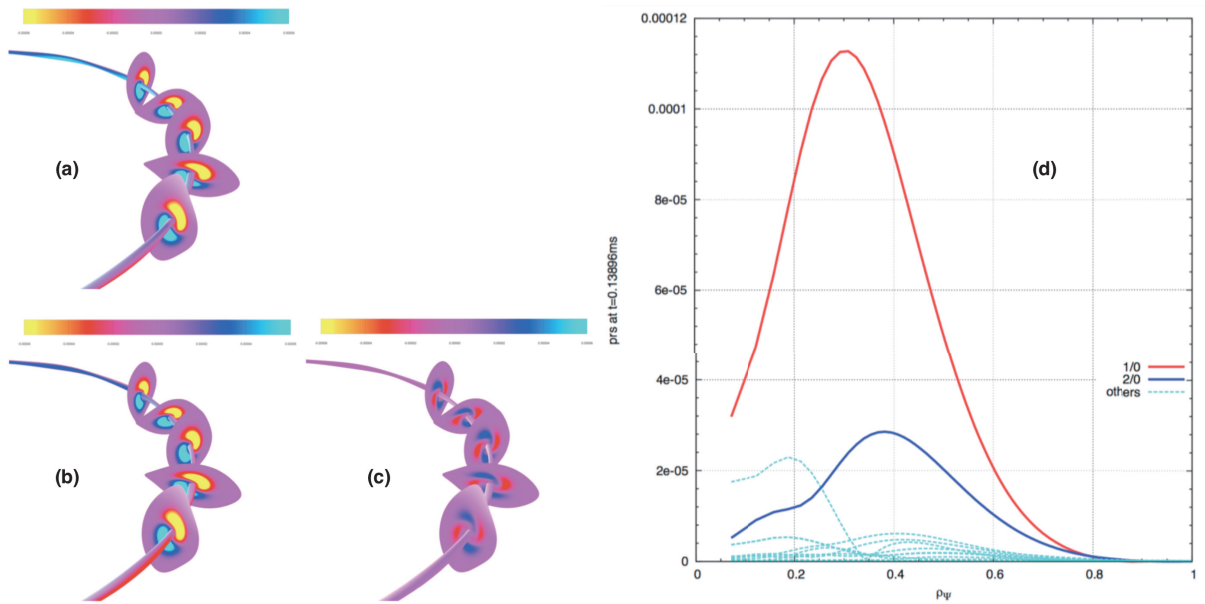 (a)
(b)
(c)
(d)
0.00012
0.0001
8e-05
6e-05
4e-05
2e-05
0
prs at t=0.13896ms
1/0
2/0
others
0 0.2 0.4 0.6 0.8 1
ρψ